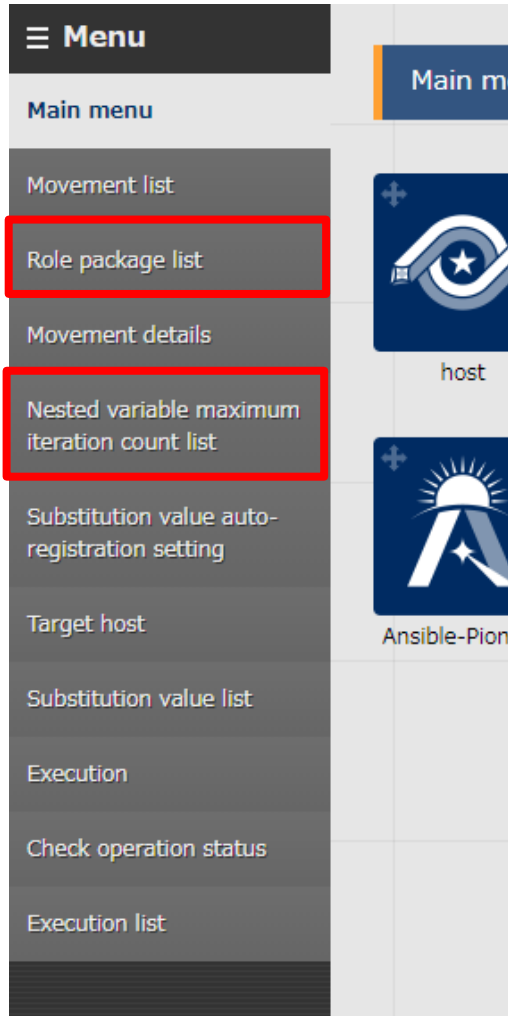 ☰ Menu
Main menu
Movement list
Role package list
Movement details
Nested variable maximum
iteration count list
Substitution value auto-
registration setting
Target host
Substitution value list
Execution
Check operation status
Execution list
Main m
host
Ansible-Pion